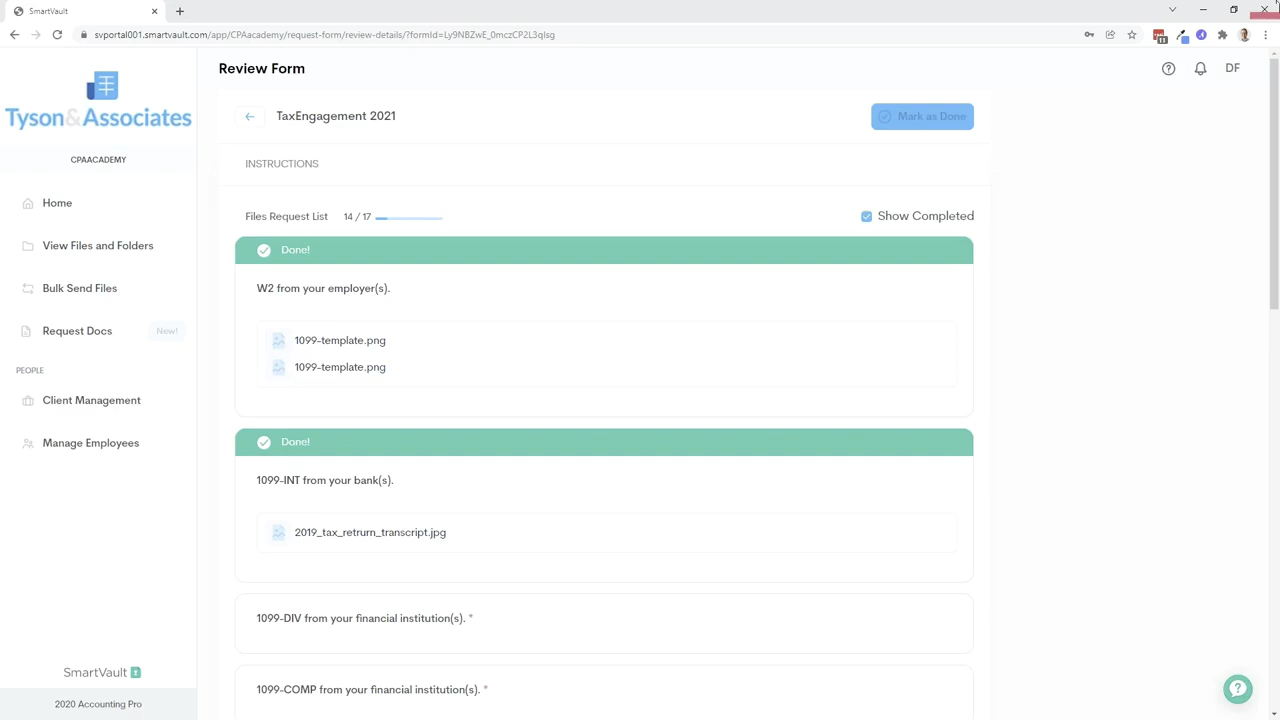 SmartVault
svportal001.smartvault.com/app/CPAacademy/request-form/review-details/?formId=Ly9NBZwE_0mczCP2L3qlsg
11
Review Form
DF
Tyson&Associates
CPAACADEMY
TaxEngagement 2021
Mark as Done
INSTRUCTIONS
Home
Files Request List 14 / 17
Show Completed
View Files and Folders
Done!
Bulk Send Files
W2 from your employer(s).
Request Docs New!
1099-template.png
1099-template.png
PEOPLE
Client Management
Manage Employees
Done!
1099-INT from your bank(s).
2019_tax_retrurn_transcript.jpg
1099-DIV from your financial institution(s). *
1099-COMP from your financial institution(s). *
SmartVault
2020 Accounting Pro